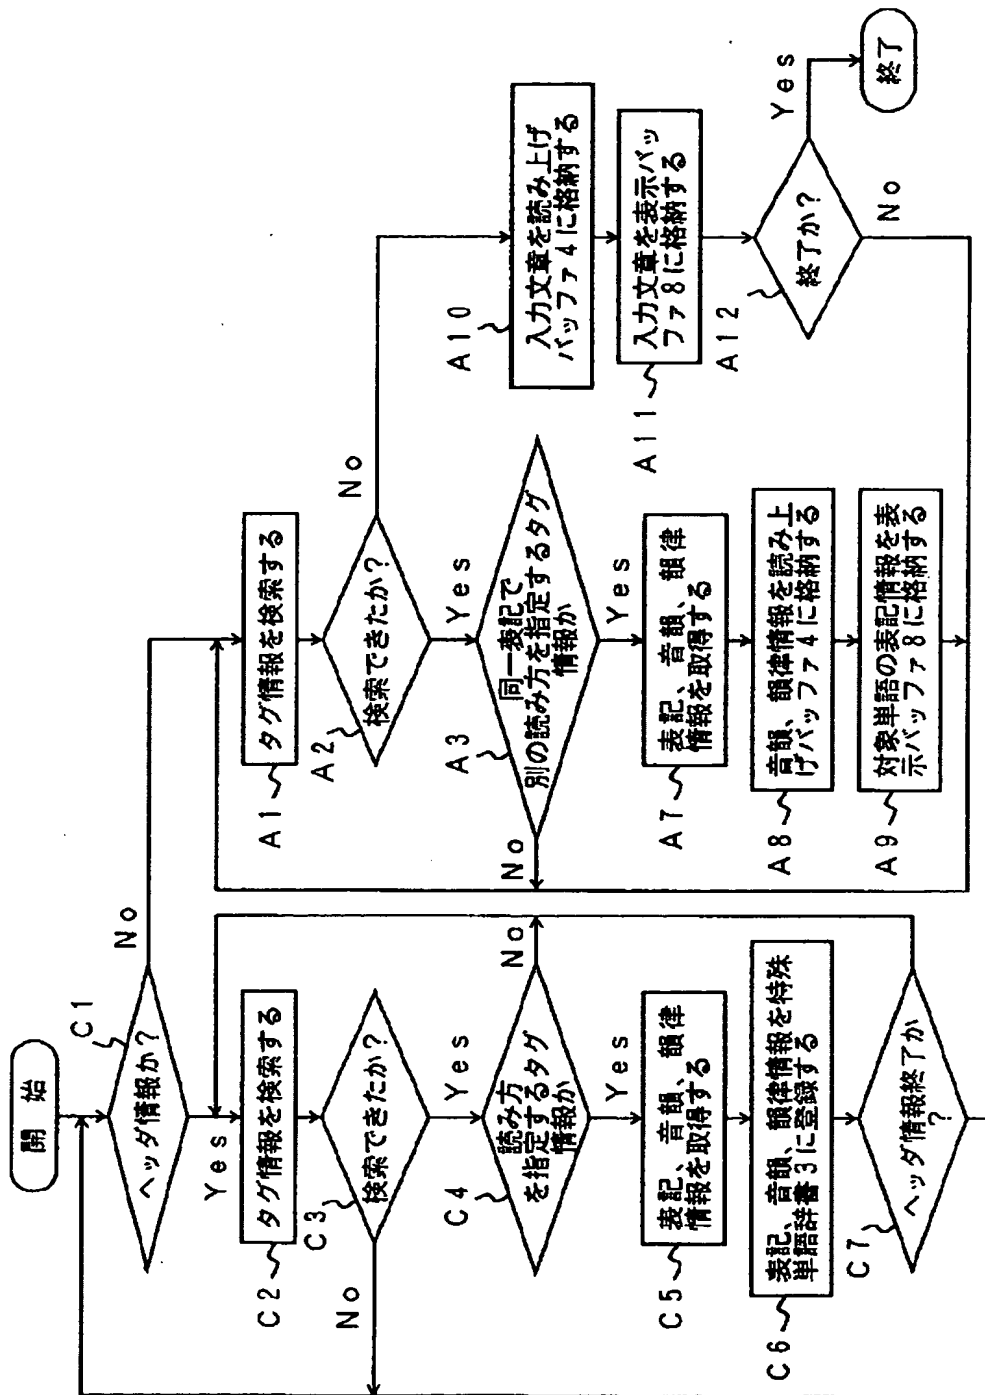 開 始
C1
ヘッダ情報か?
No
Yes
C2
タグ情報を検索する
C3
検索できたか?
No
Yes
C4
読み方
を指定するタグ
情報か
No
Yes
C5
表記、音韻、韻律
情報を取得する
C6
表記、音韻、韻律情報を特殊
単語辞書3に登録する
C7
ヘッダ情報終了か
?
A1
タグ情報を検索する
A2
検索できたか?
No
Yes
A3
同一表記で
別の読み方を指定するタグ
情報か
No
Yes
A7
表記、音韻、韻律
情報を取得する
A8
音韻、韻律情報を読み上
げバッファ4に格納する
A9
対象単語の表記情報を表
示バッファ8に格納する
A10
入力文章を読み上げ
バッファ4に格納する
A11
入力文章を表示バッ
ファ8に格納する
A12
終了か?
Yes
No
終了